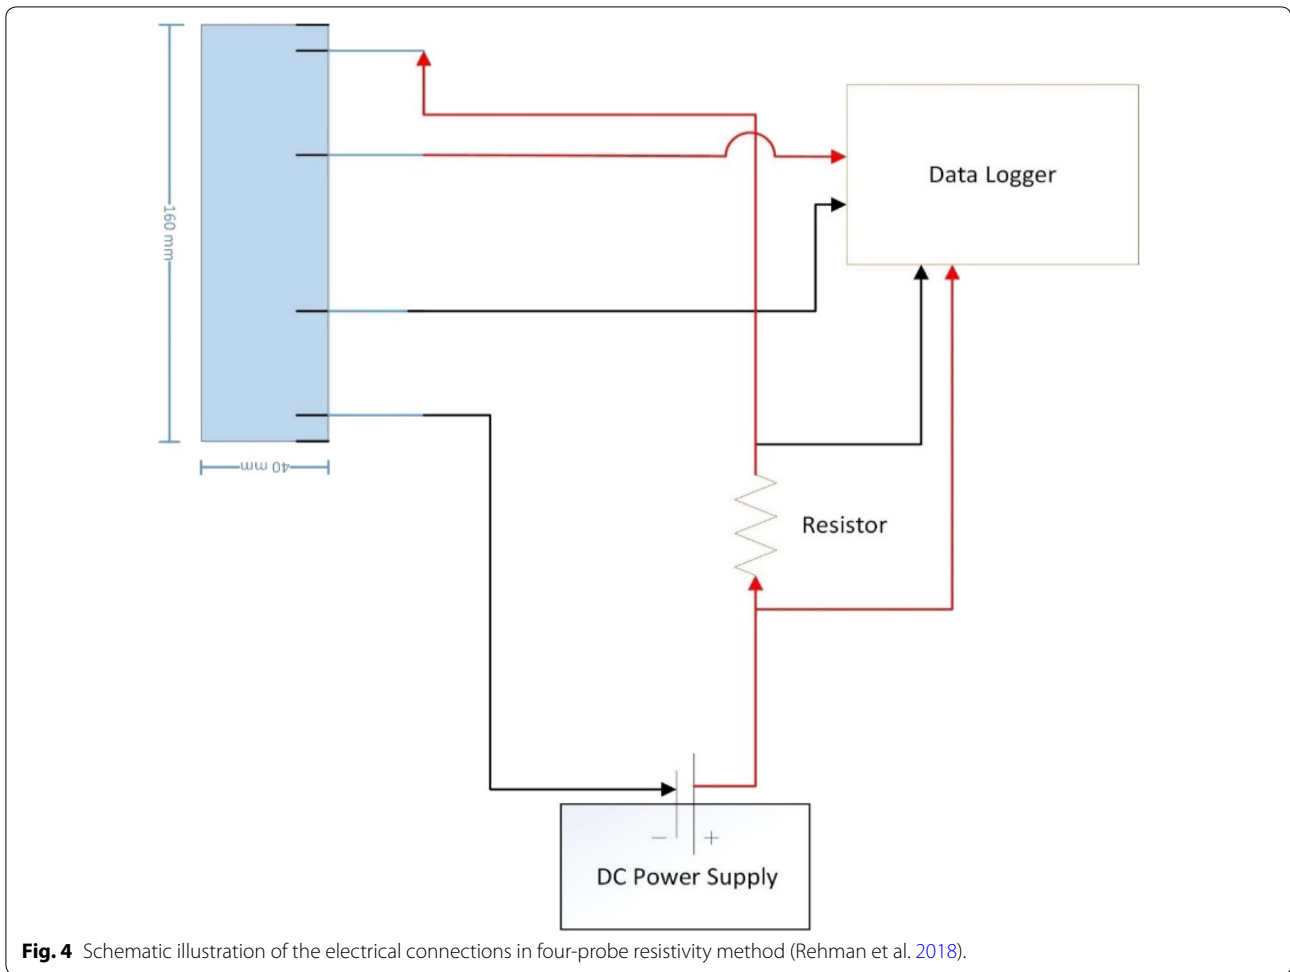 160 mm
40 mm
Data Logger
Resistor
− +
DC Power Supply
Fig. 4 Schematic illustration of the electrical connections in four-probe resistivity method (Rehman et al. 2018).